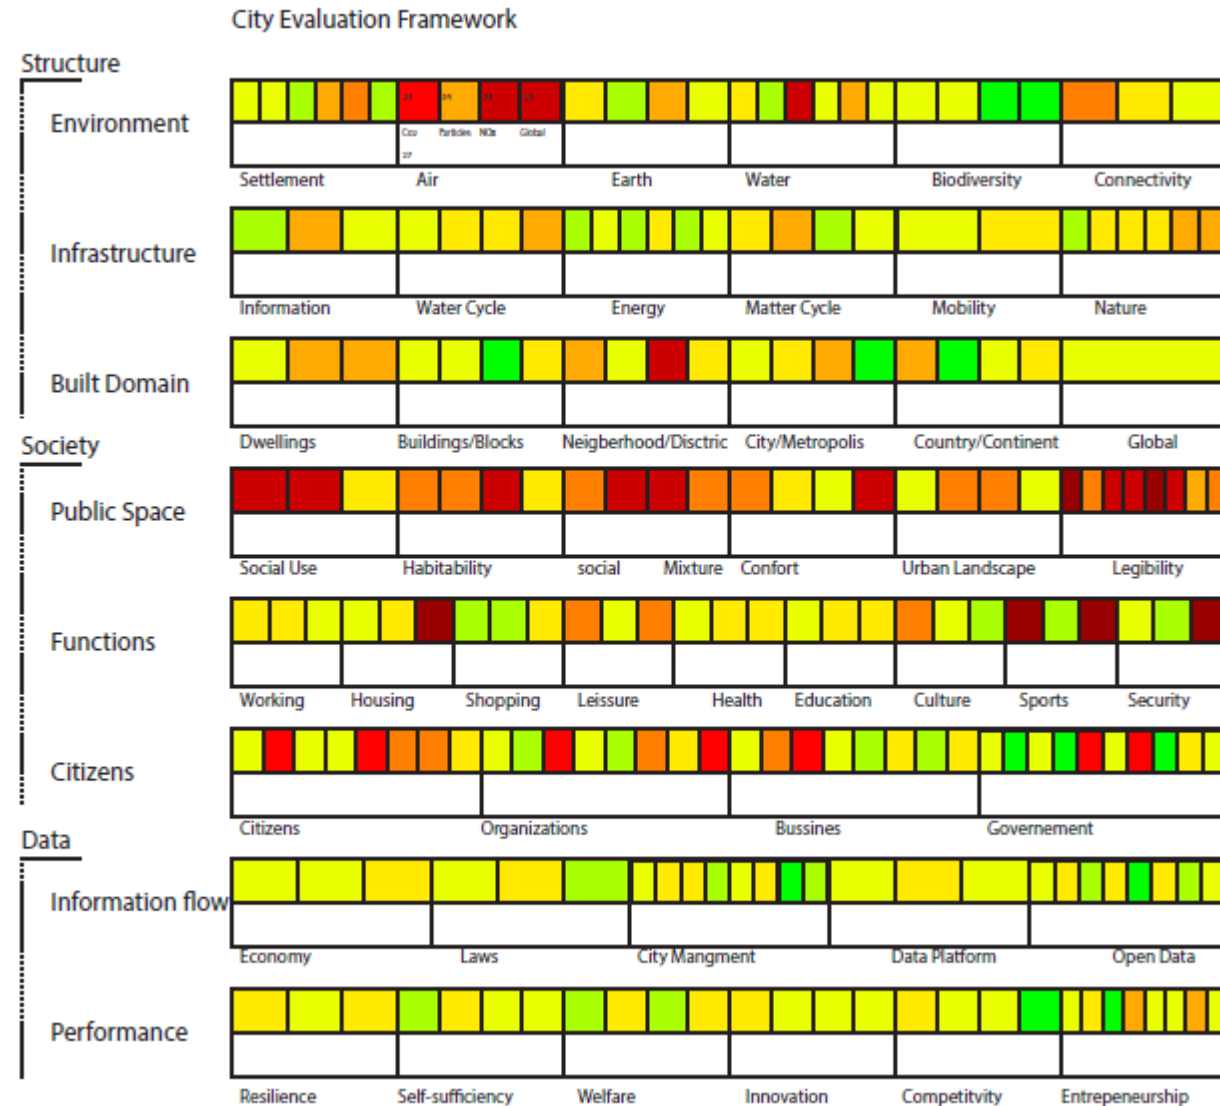 City Evaluation Framework
Structure
Environment
Particles NOx Global
27
Settlement Air Earth Water Biodiversity Connectivity
Infrastructure
Information Water Cycle Energy Matter Cycle Mobility Nature
Built Domain
Dwellings Buildings/Blocks Neigberhood/Disctric City/Metropolis Country/Continent Global
Society
Public Space
Social Use Habitability social Mixture Confort Urban Landscape Legibility
Functions
Working Housing Shopping Leissure Health Education Culture Sports Security
Citizens
Citizens Organizations Bussines Governement
Data
Information flow
Economy Laws City Mangment Data Platform Open Data
Performance
Resilience Self-sufficiency Welfare Innovation Competitvity Entrepeneurship